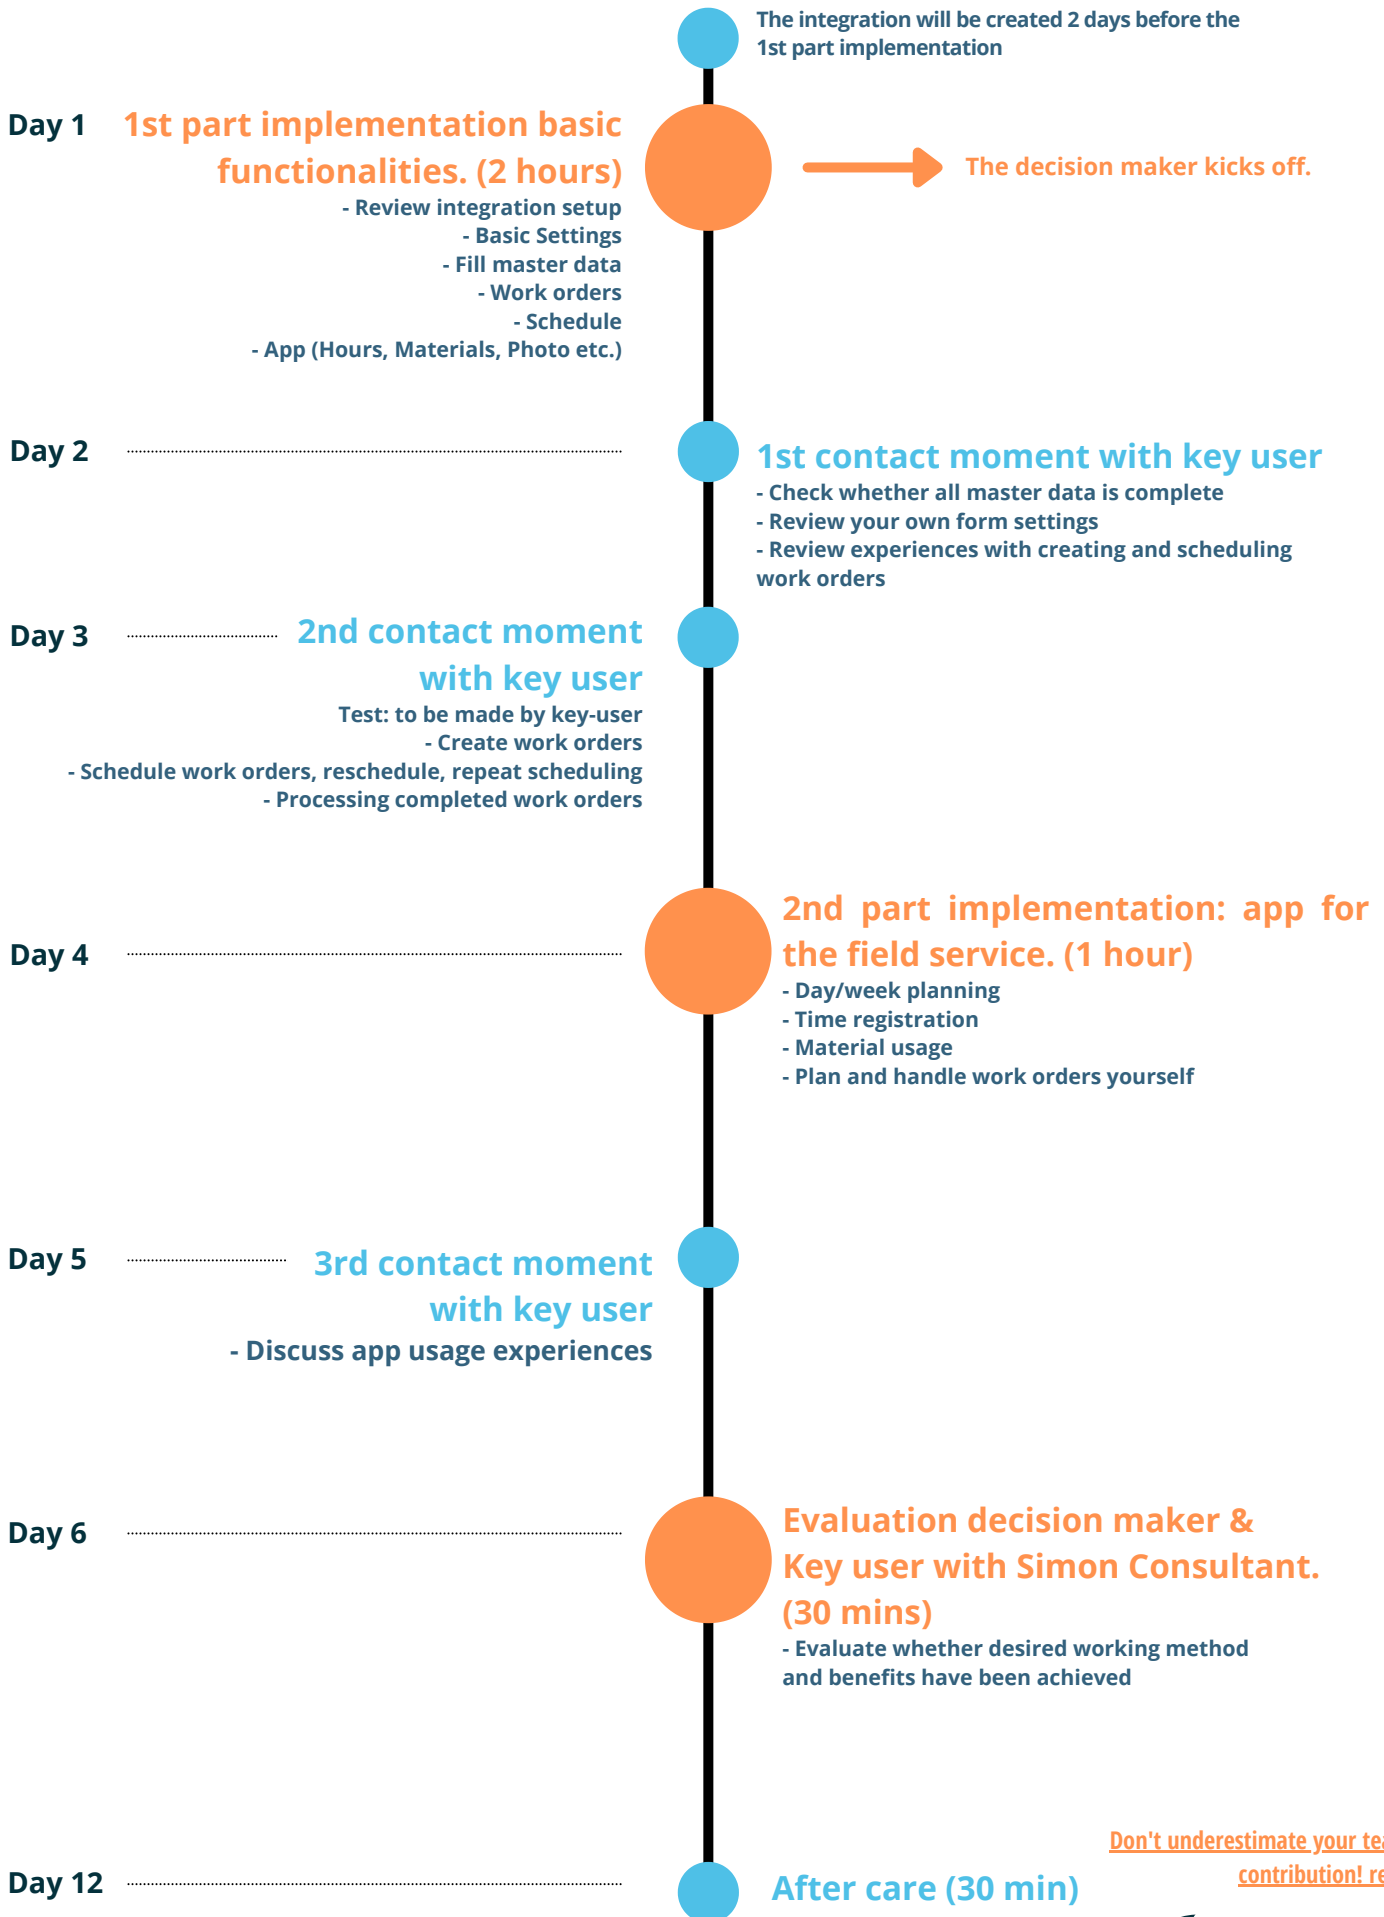 The integration will be created 2 days before the
1st part implementation
Day 1
1st part implementation basic
functionalities. (2 hours)
- Review integration setup
- Basic Settings
- Fill master data
- Work orders
- Schedule
- App (Hours, Materials, Photo etc.)
The decision maker kicks off.
Day 2
1st contact moment with key user
- Check whether all master data is complete
- Review your own form settings
- Review experiences with creating and scheduling
work orders
Day 3
2nd contact moment
with key user
Test: to be made by key-user
- Create work orders
- Schedule work orders, reschedule, repeat scheduling
- Processing completed work orders
Day 4
2nd part implementation: app for
the field service. (1 hour)
- Day/week planning
- Time registration
- Material usage
- Plan and handle work orders yourself
Day 5
3rd contact moment
with key user
- Discuss app usage experiences
Day 6
Evaluation decision maker &
Key user with Simon Consultant.
(30 mins)
- Evaluate whether desired working method
and benefits have been achieved
Don't underestimate your
contribution!
Day 12
After care (30 min)